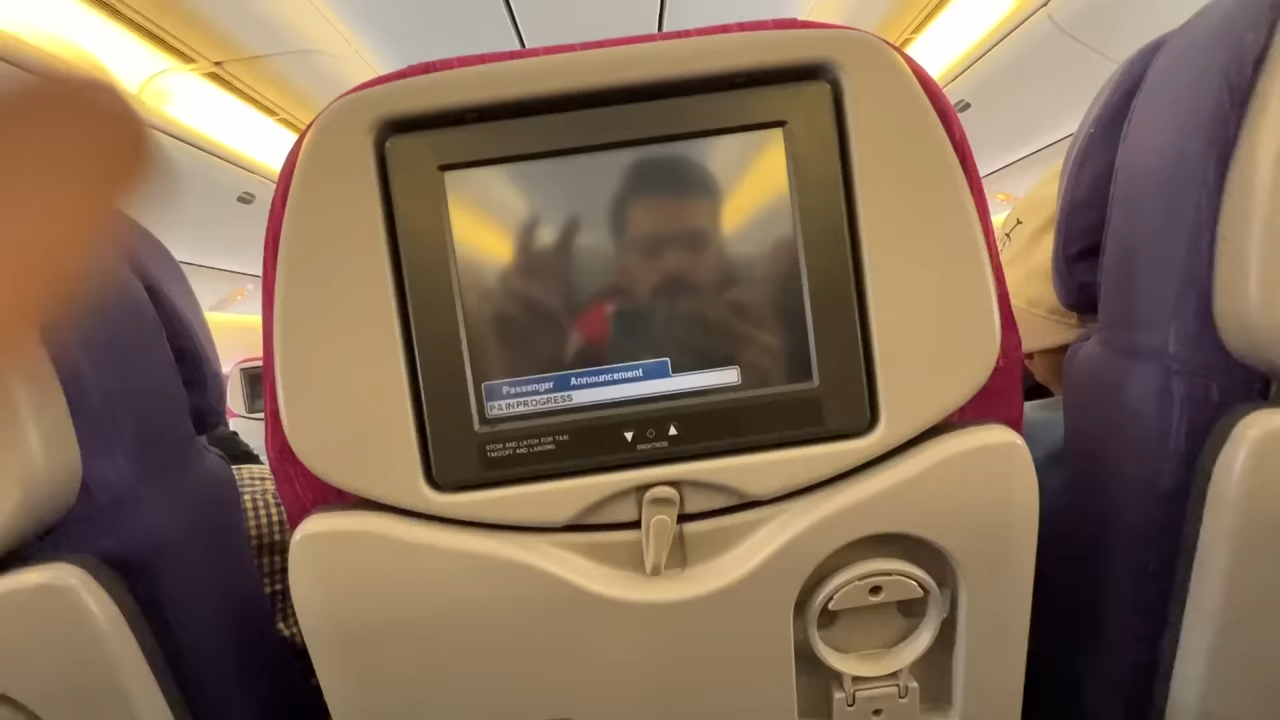 Passenger Announcement
PA IN PROGRESS
STOW AND LATCH FOR TAXI,
TAKEOFF AND LANDING.
BRIGHTNESS